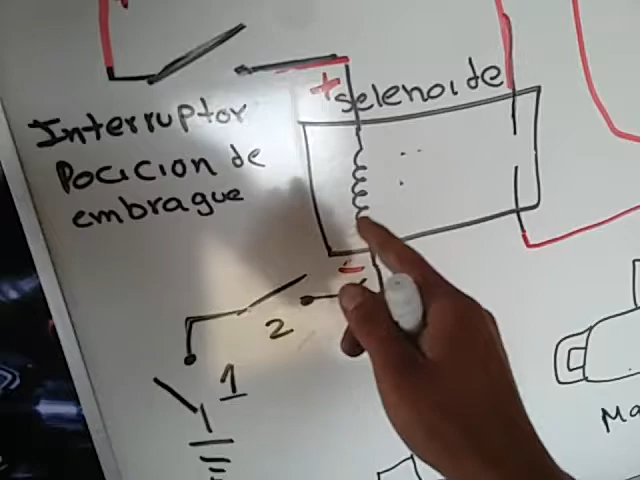 + selenoide
Interruptor
Pocicion de
embrague
-
2
1
Ma